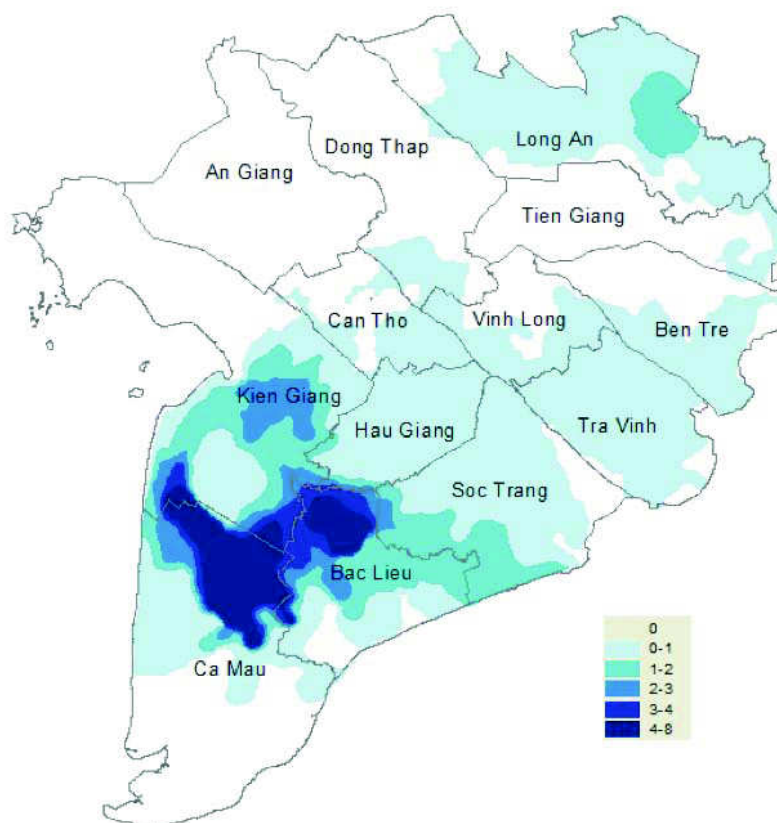 Long An
Dong Thap
An Giang
Tien Giang
Can Tho
Vinh Long
Ben Tre
Kien Giang
Hau Giang
Tra Vinh
Soc Trang
Bac Lieu
Ca Mau
0
0-1
1-2
2-3
3-4
4-8